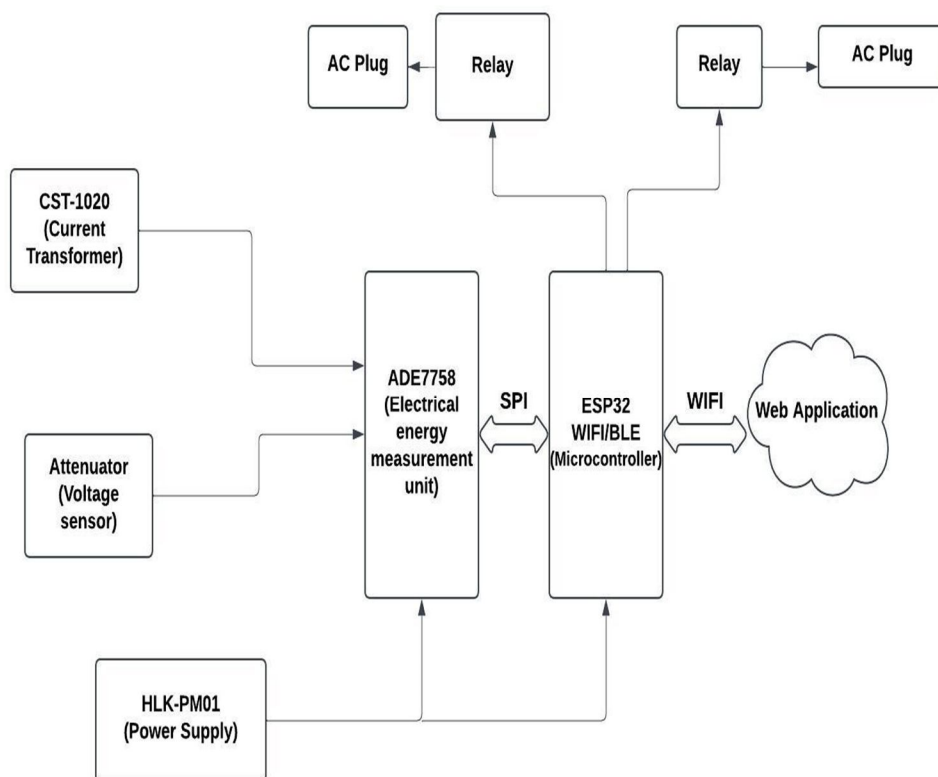 AC Plug
Relay
Relay
AC Plug
CST-1020
(Current
Transformer)
ADE7758
(Electrical
energy
measurement
unit)
SPI
ESP32
WIFI/BLE
(Microcontroller)
WIFI
Web Application
Attenuator
(Voltage
sensor)
HLK-PM01
(Power Supply)